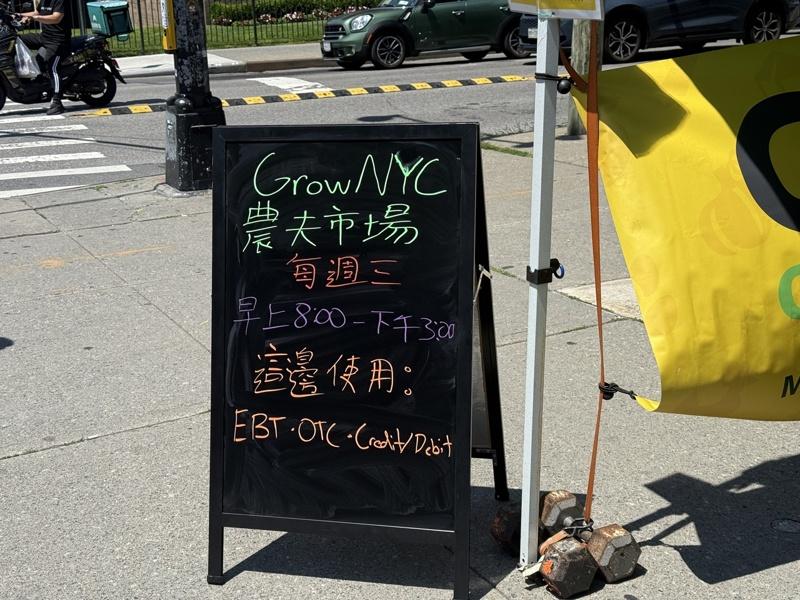 GrowNYC
農夫市場
每週三
早上8:00-下午3:00
這邊使用:
EBT·OTC·Credit/Debit